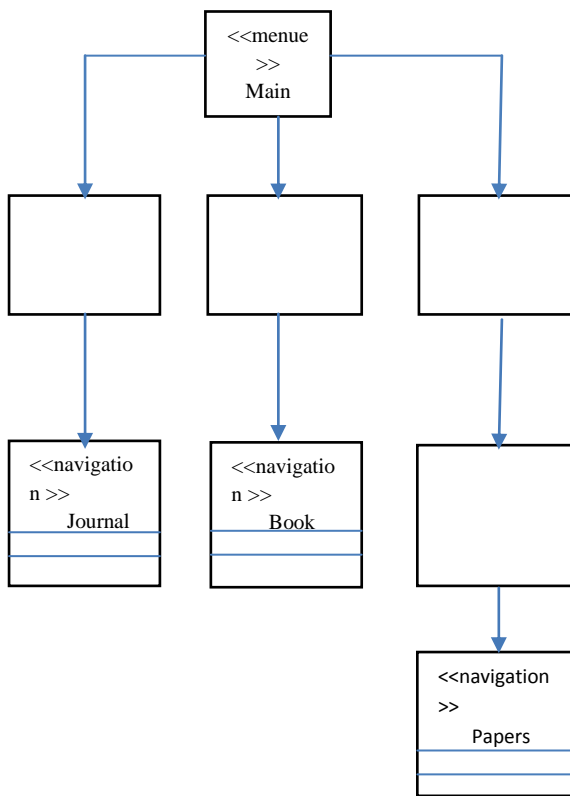 <<menue
>>
Main
<<navigatio
n >>
Journal
<<navigatio
n >>
Book
<<navigation
>>
Papers